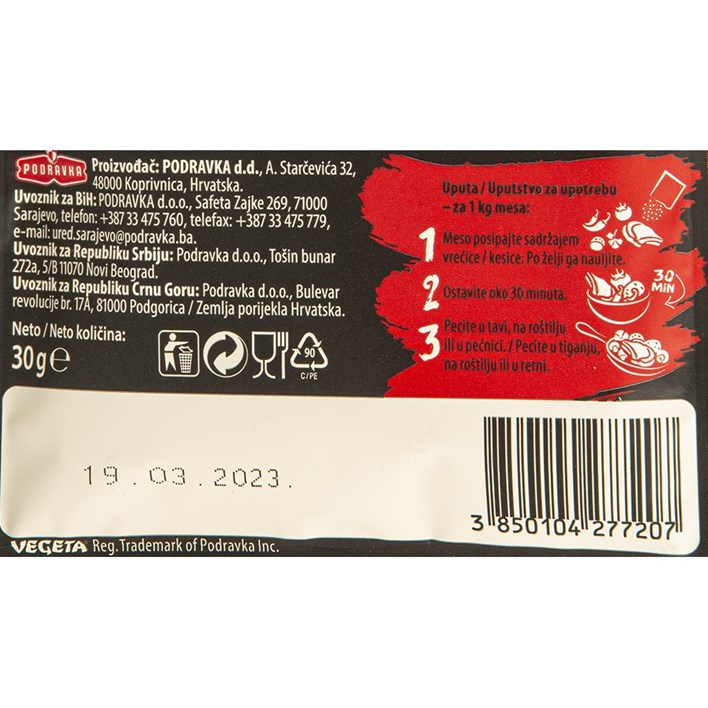 PODRAVKA
Proizvođač: PODRAVKA d.d., A. Starčevića 32,
48000 Koprivnica, Hrvatska.
Uvoznik za BiH: PODRAVKA d.o.o., Safeta Zajke 269, 71000
Sarajevo, telefon: +387 33 475 760, telefax: +387 33 475 779,
e-mail: ured.sarajevo@podravka.ba.
Uvoznik za Republiku Srbiju: Podravka d.o.o., Tošin bunar
272a, 5/B 11070 Novi Beograd.
Uvoznik za Republiku Crnu Goru: Podravka d.o.o., Bulevar
revolucije br. 17A, 81000 Podgorica / Zemlja porijekla Hrvatska.
Neto / Neto količina:
30 g e
90
C/PE
Uputa / Uputstvo za upotrebu
– za 1 kg mesa:
1 Meso posipajte sadržajem
vrećice / kesice. Po želji ga nauljite.
2 Ostavite oko 30 minuta.
30
MIN
3 Pecite u tavi, na roštilju
ili u pećnici. / Pecite u tiganju,
na roštilju ili u rerni.
19.03.2023.
3 850104 277207
VEGETA Reg. Trademark of Podravka Inc.